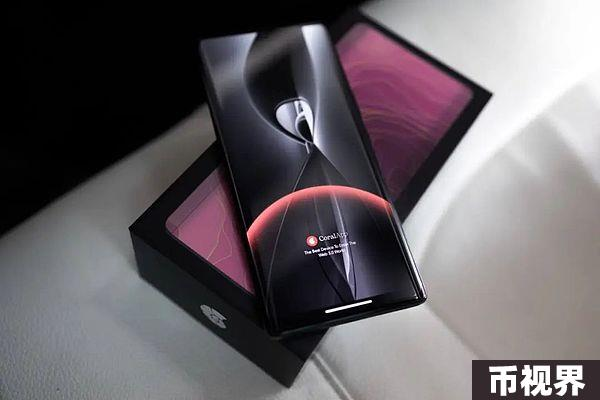 CoralApp
The Best Device To Enter The
Web 3.0 World
币视界